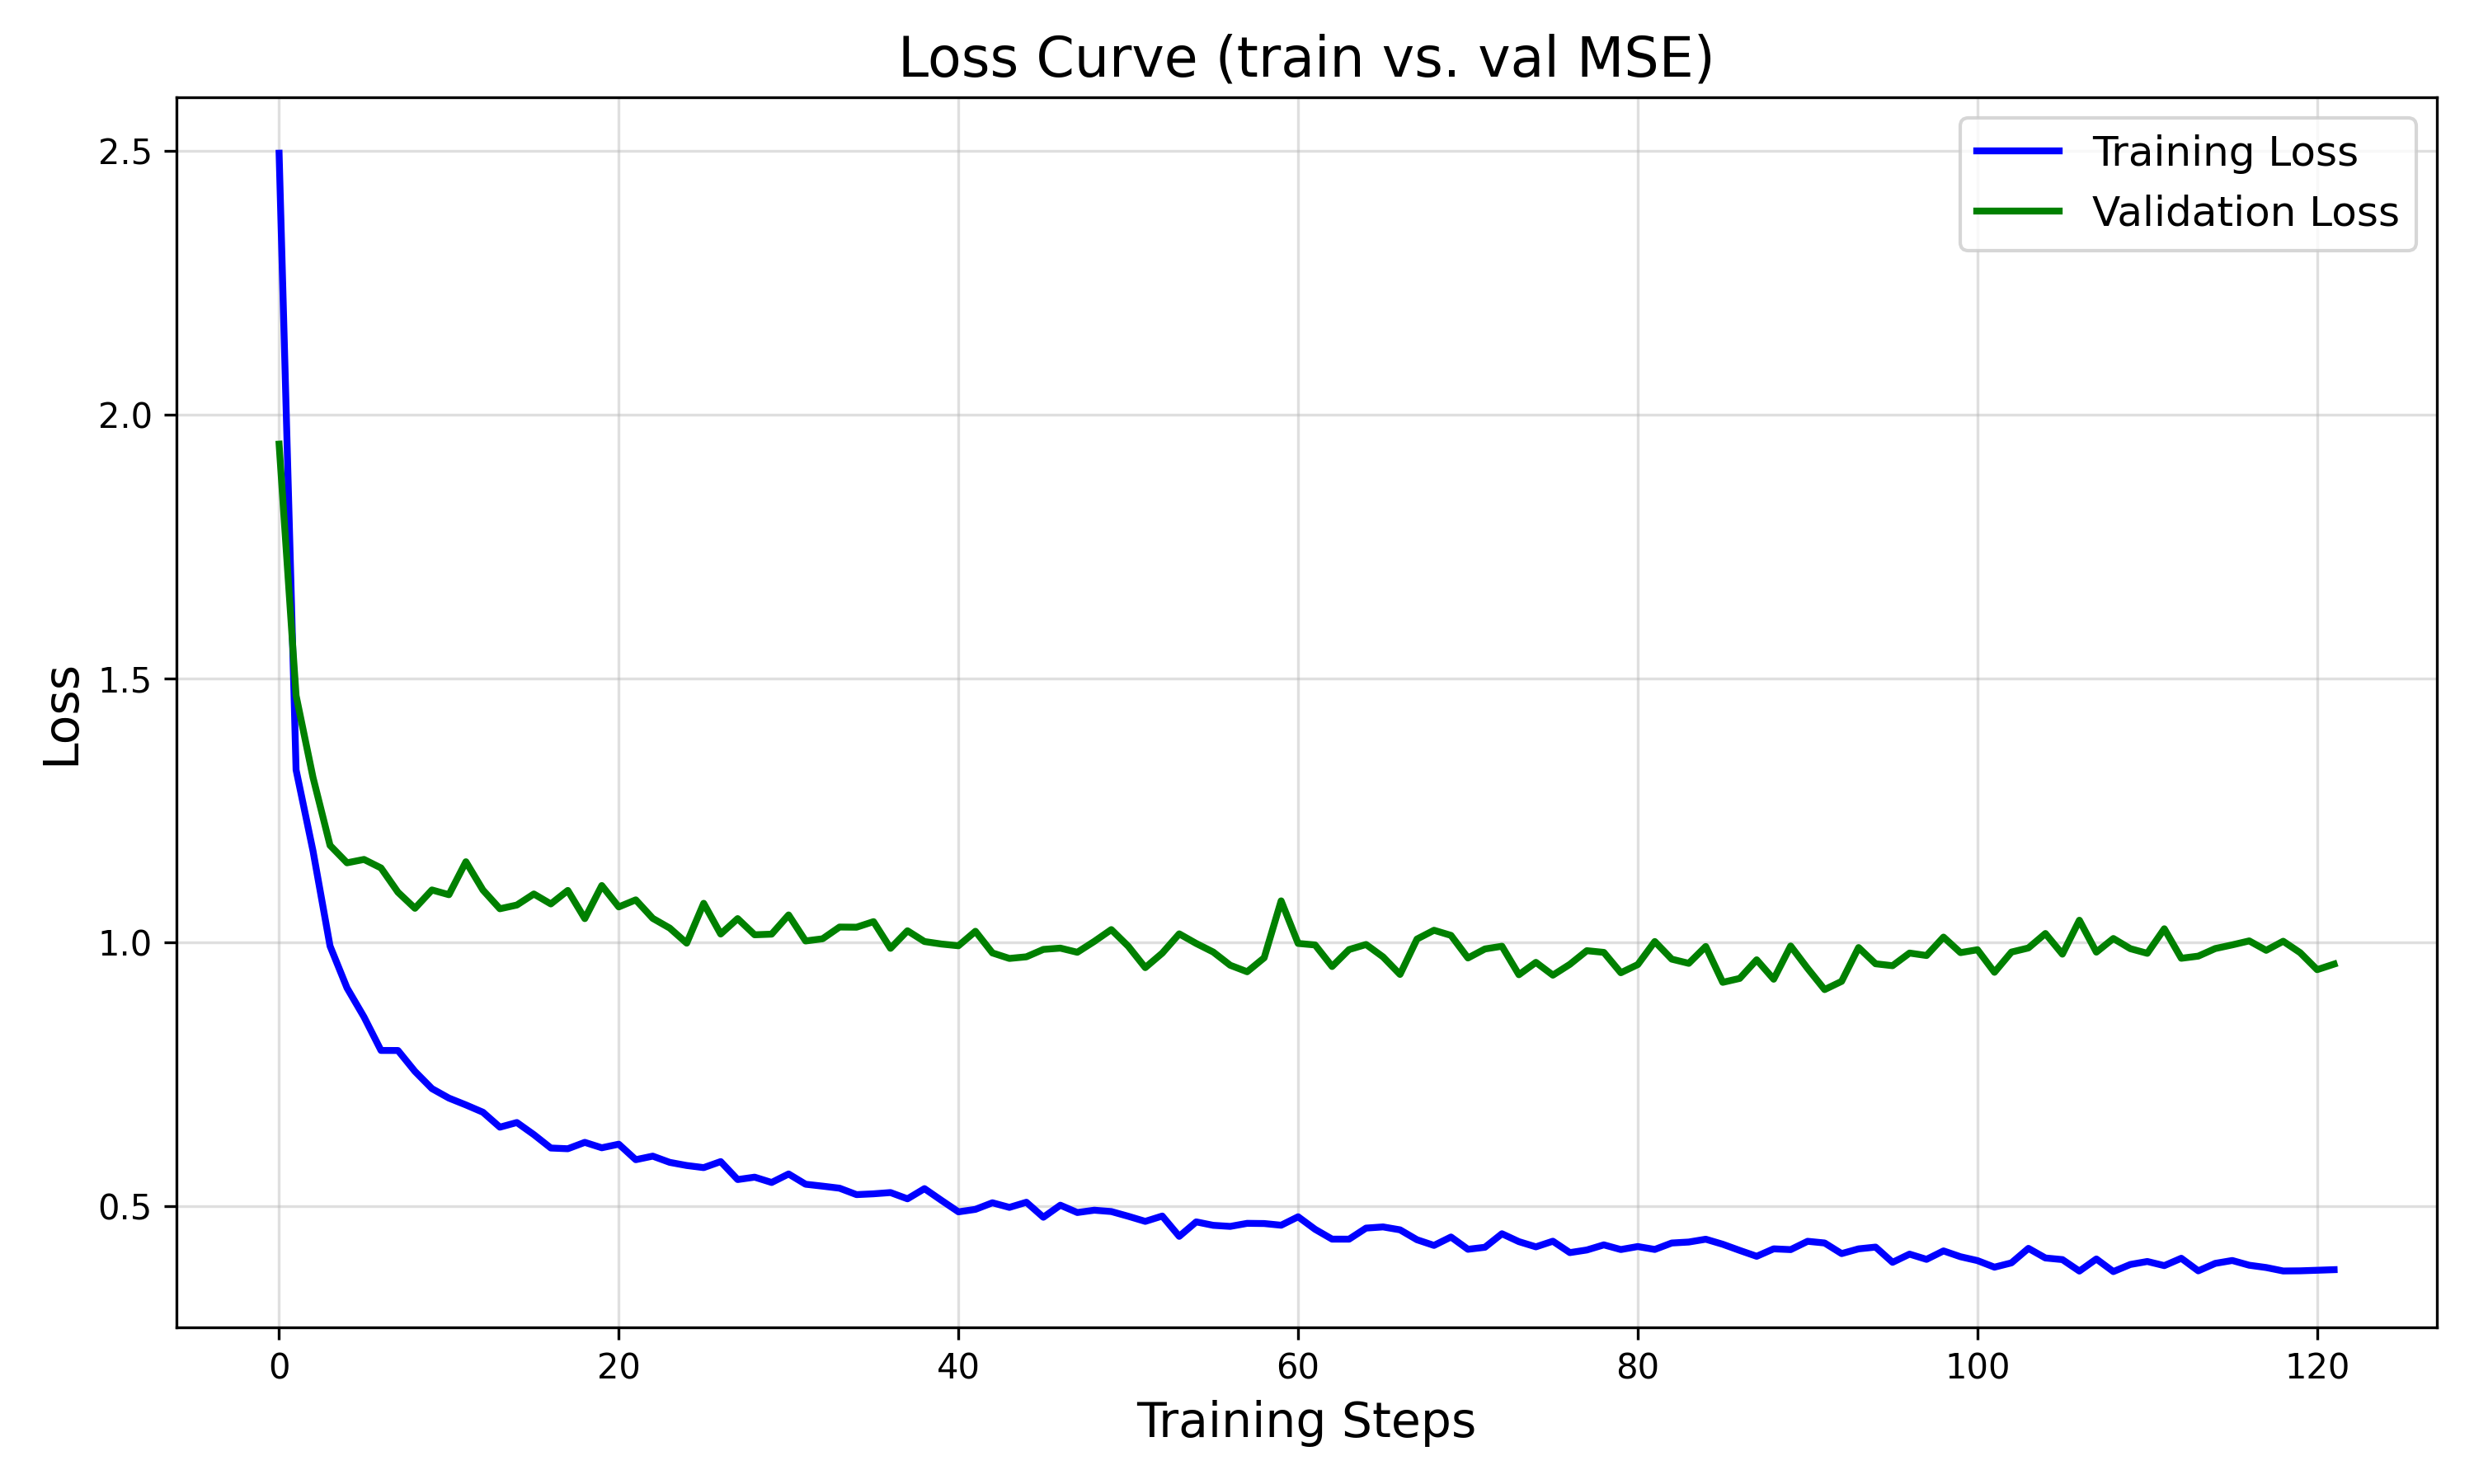 Loss Curve (train vs. val MSE)
Training Loss
Validation Loss
2.5
2.0
1.5
1.0
0.5
Loss
0 20 40 60 80 100 120
Training Steps